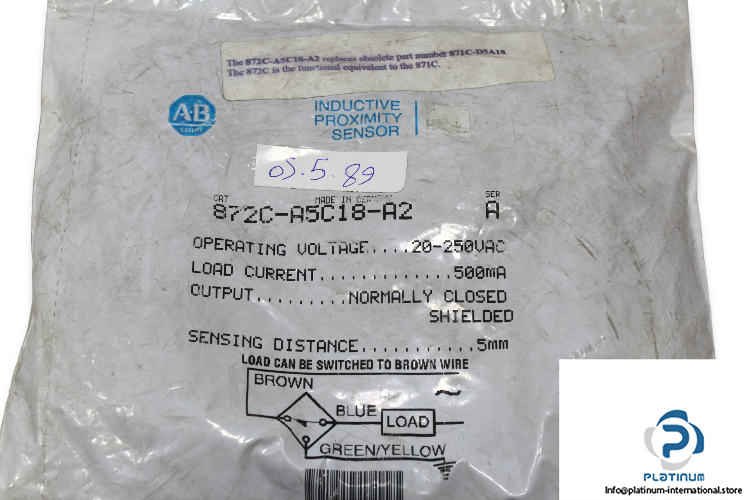 The 872C-A5C18-A2 replaces obsolete part number 871C-D5A18.
The 872C is the functional equivalent to the 871C.
A-B
QUALITY
INDUCTIVE
PROXIMITY
SENSOR
05.5.89
MADE IN GERMANY
CAT SER
872C-A5C18-A2 A
OPERATING VOLTAGE....20-250VAC
LOAD CURRENT.............500mA
OUTPUT.........NORMALLY CLOSED
SHIELDED
SENSING DISTANCE...........5mm
LOAD CAN BE SWITCHED TO BROWN WIRE
BROWN
BLUE
LOAD
GREEN/YELLOW
PLATINUM
Info@platinum-international.store